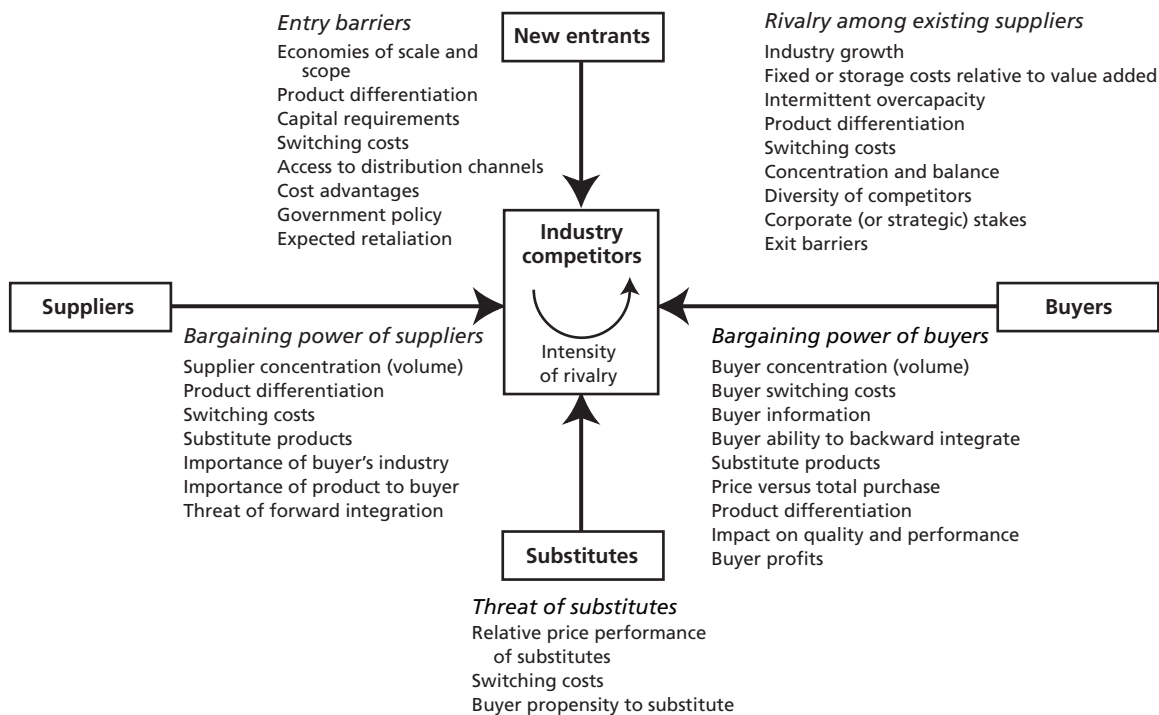 Entry barriers
Economies of scale and
scope
Product differentiation
Capital requirements
Switching costs
Access to distribution channels
Cost advantages
Government policy
Expected retaliation
New entrants
Rivalry among existing suppliers
Industry growth
Fixed or storage costs relative to value added
Intermittent overcapacity
Product differentiation
Switching costs
Concentration and balance
Diversity of competitors
Corporate (or strategic) stakes
Exit barriers
Industry
competitors
Intensity
of rivalry
Suppliers
Bargaining power of suppliers
Supplier concentration (volume)
Product differentiation
Switching costs
Substitute products
Importance of buyer's industry
Importance of product to buyer
Threat of forward integration
Buyers
Bargaining power of buyers
Buyer concentration (volume)
Buyer switching costs
Buyer information
Buyer ability to backward integrate
Substitute products
Price versus total purchase
Product differentiation
Impact on quality and performance
Buyer profits
Substitutes
Threat of substitutes
Relative price performance
of substitutes
Switching costs
Buyer propensity to substitute